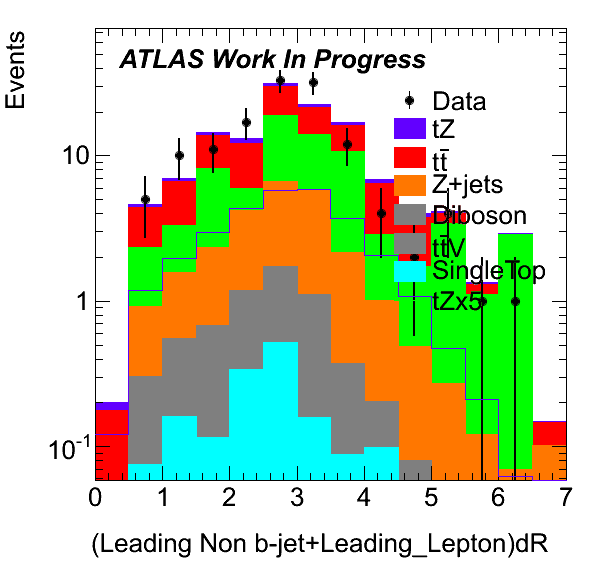 Events
ATLAS Work In Progress
Data
tZ
tt̄
Z+jets
Diboson
tt̄V
SingleTop
tZx5
10
1
10⁻¹
0 1 2 3 4 5 6 7
(Leading Non b-jet+Leading_Lepton)dR